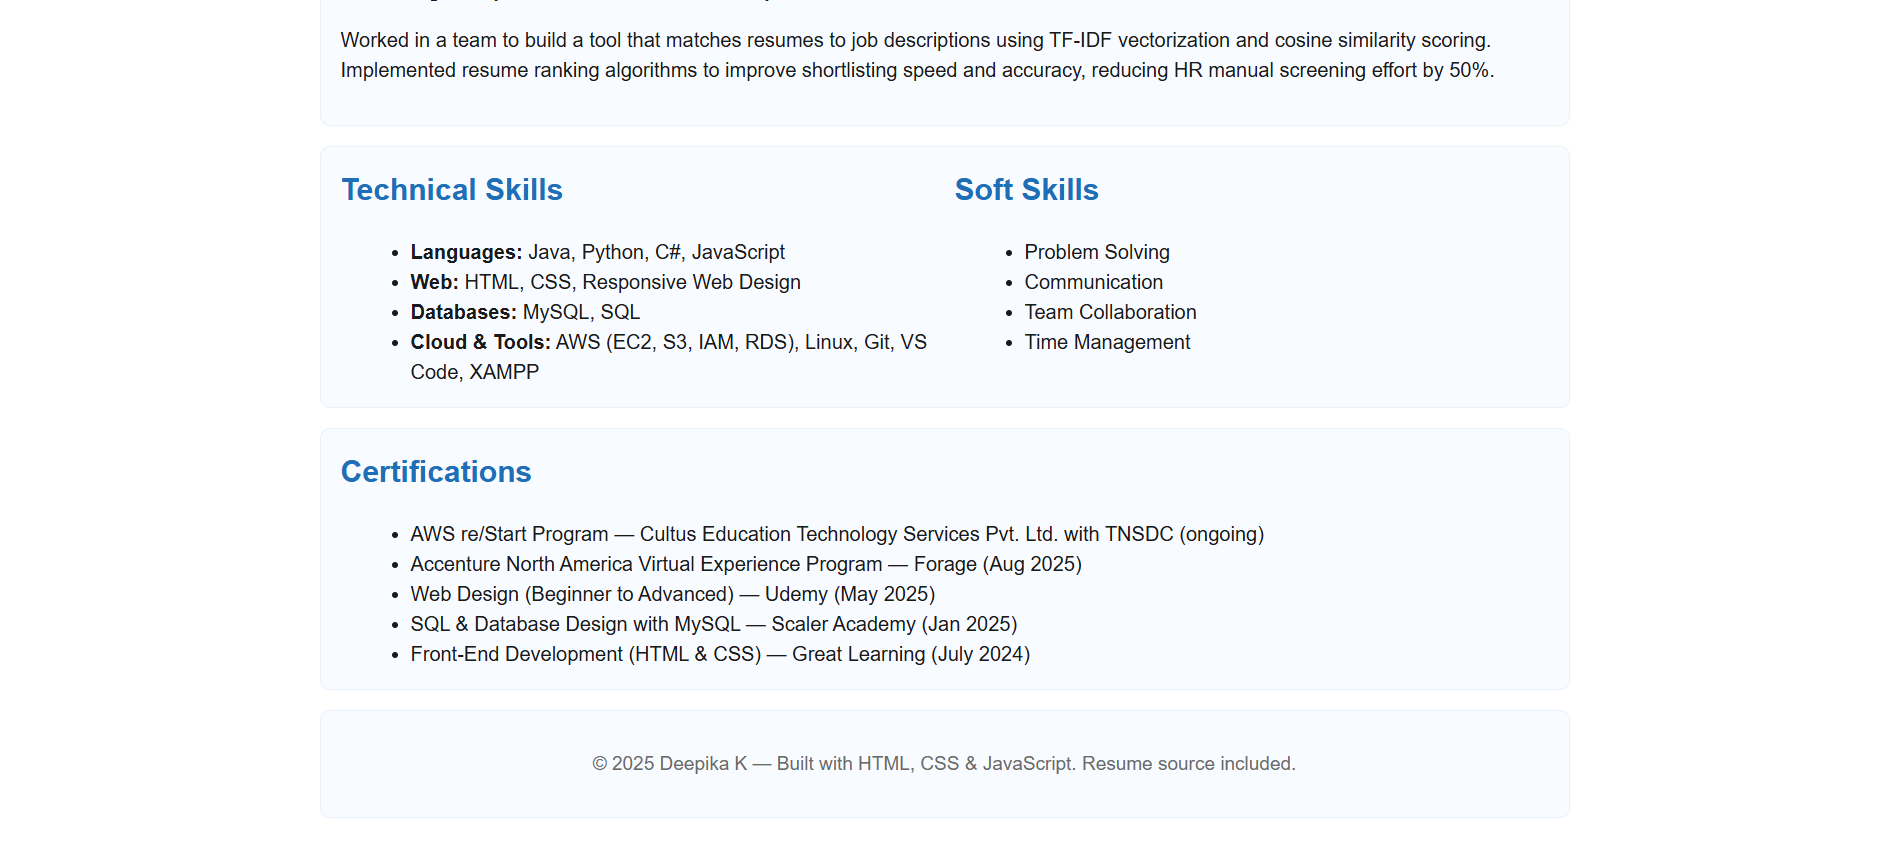 Worked in a team to build a tool that matches resumes to job descriptions using TF-IDF vectorization and cosine similarity scoring.
Implemented resume ranking algorithms to improve shortlisting speed and accuracy, reducing HR manual screening effort by 50%.
Technical Skills
• Languages: Java, Python, C#, JavaScript
• Web: HTML, CSS, Responsive Web Design
• Databases: MySQL, SQL
• Cloud & Tools: AWS (EC2, S3, IAM, RDS), Linux, Git, VS
Code, XAMPP
Soft Skills
• Problem Solving
• Communication
• Team Collaboration
• Time Management
Certifications
• AWS re/Start Program — Cultus Education Technology Services Pvt. Ltd. with TNSDC (ongoing)
• Accenture North America Virtual Experience Program — Forage (Aug 2025)
• Web Design (Beginner to Advanced) — Udemy (May 2025)
• SQL & Database Design with MySQL — Scaler Academy (Jan 2025)
• Front-End Development (HTML & CSS) — Great Learning (July 2024)
© 2025 Deepika K — Built with HTML, CSS & JavaScript. Resume source included.